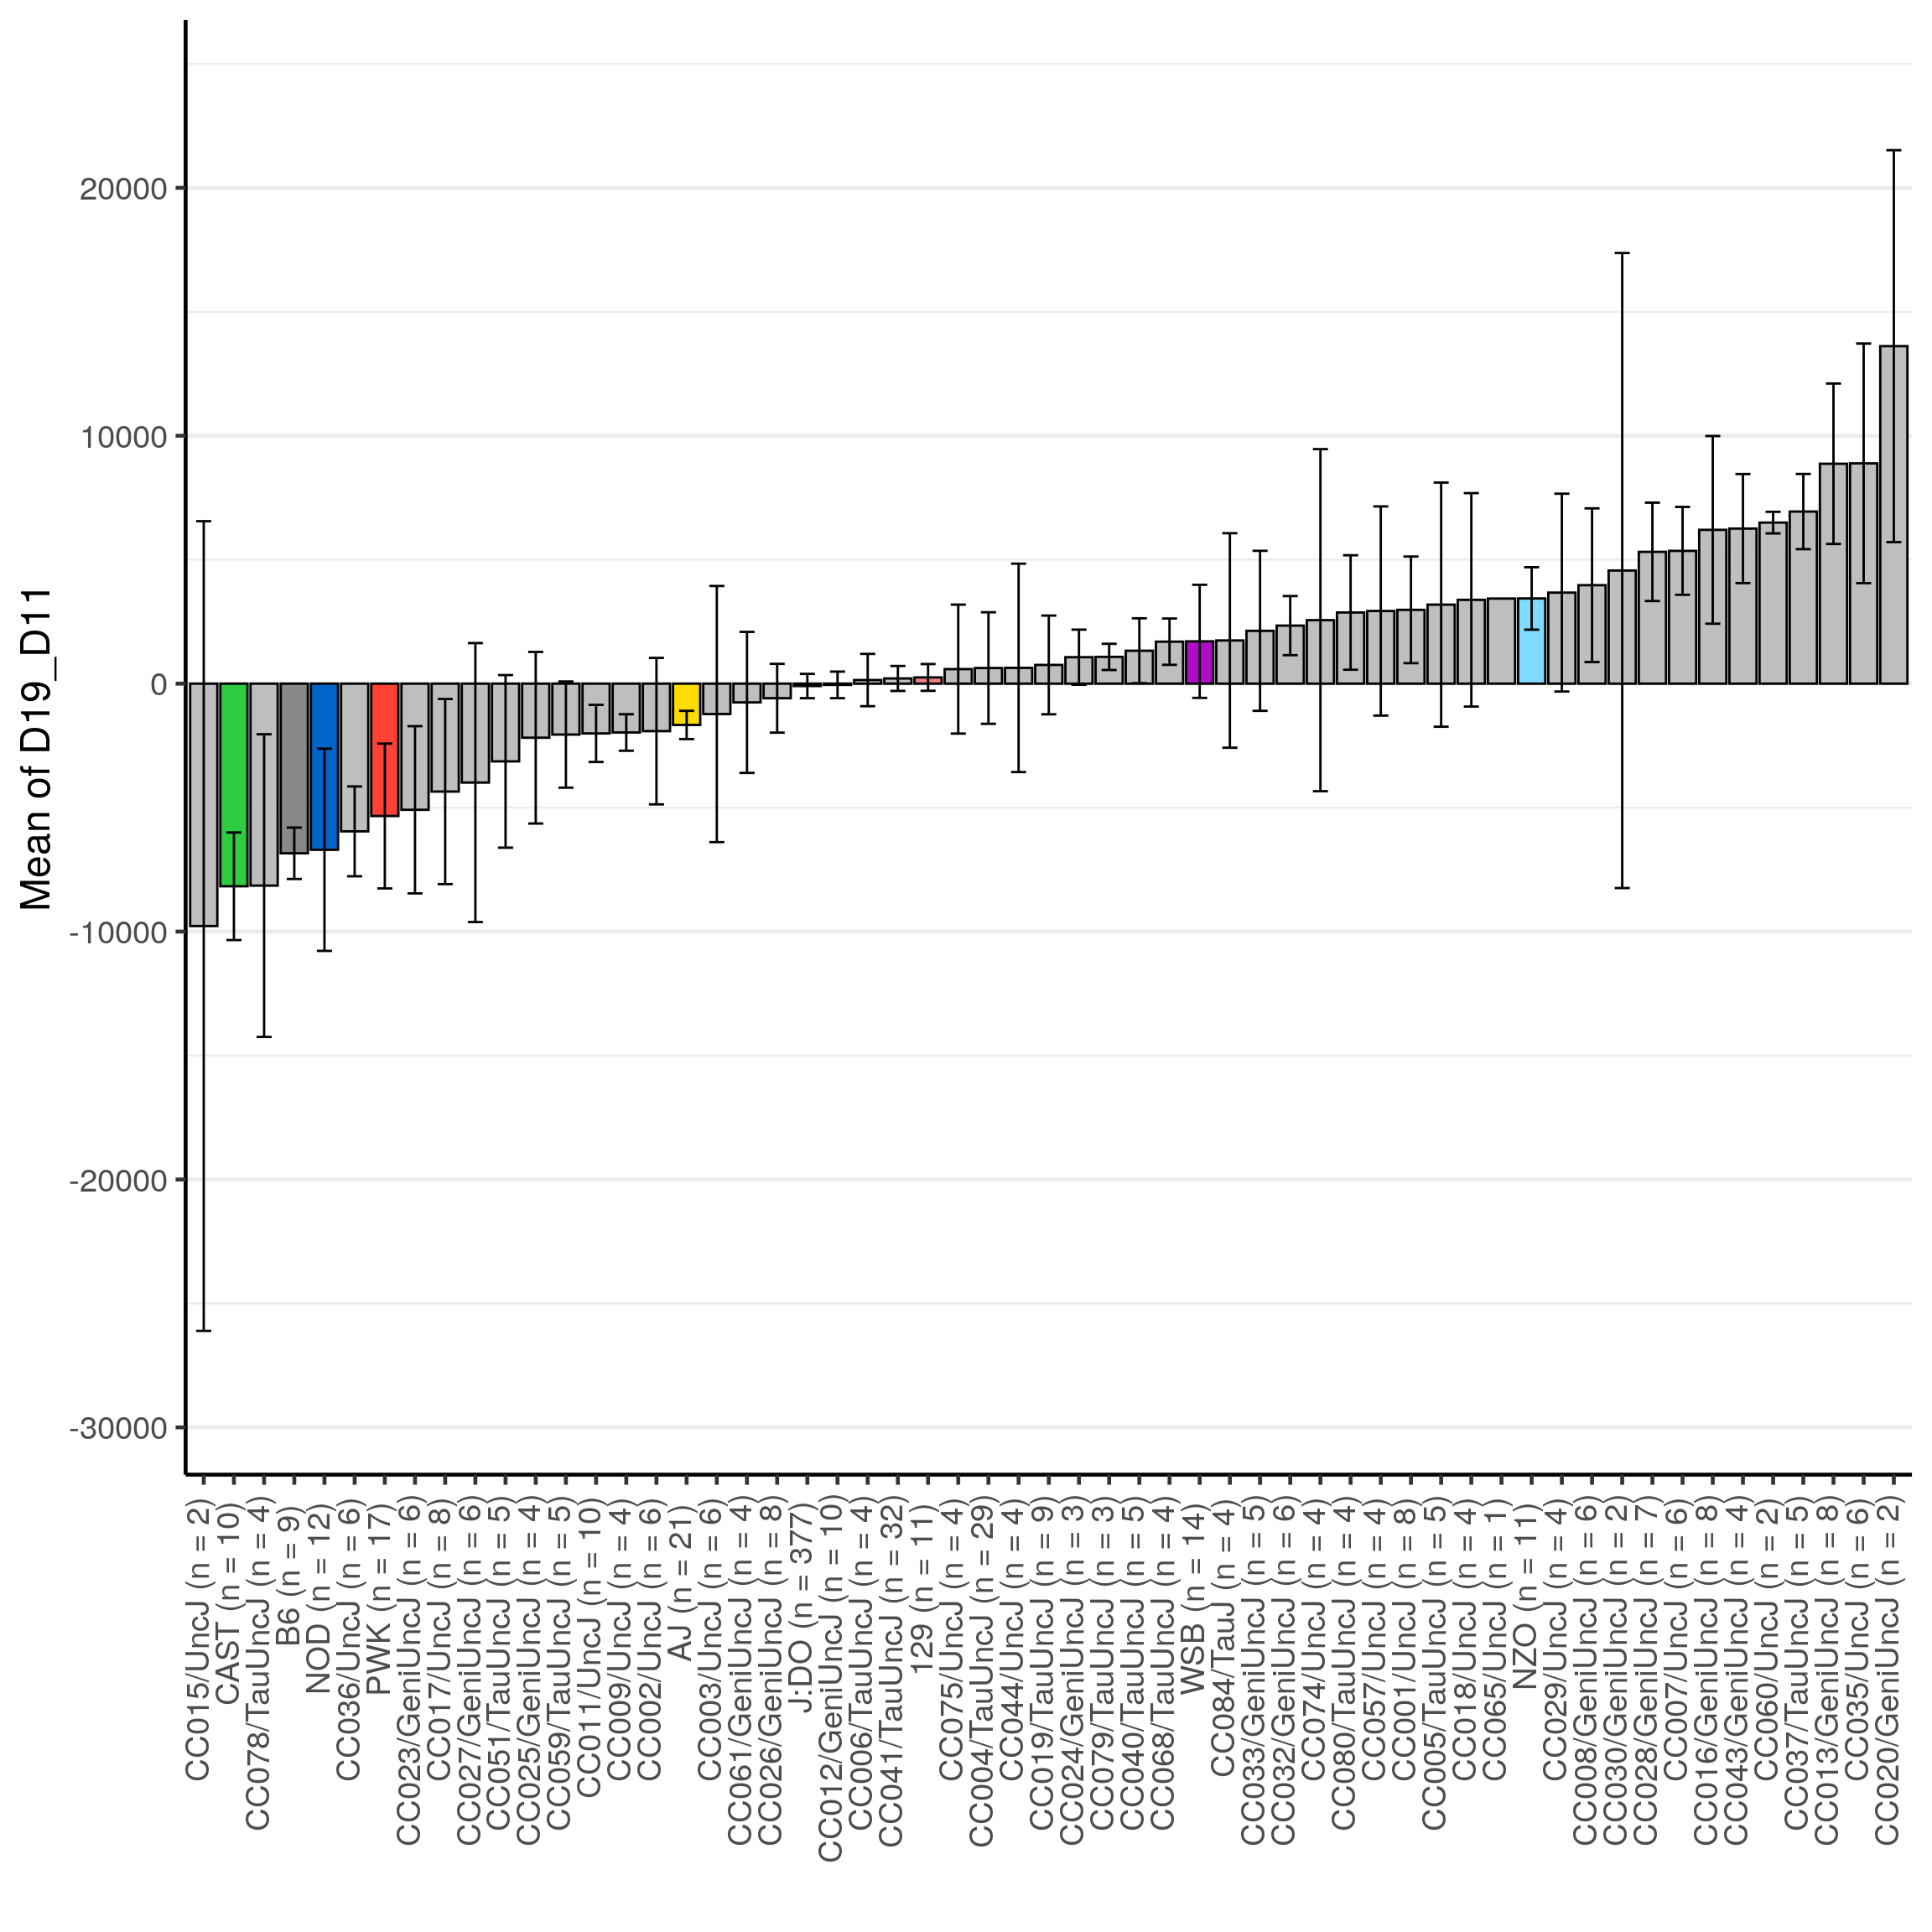 Mean of D19_D11
20000
10000
0
-10000
-20000
-30000
CC015/UncJ (n = 2)
CAST (n = 10)
CC078/TauUncJ (n = 4)
B6 (n = 9)
NOD (n = 12)
CC036/UncJ (n = 6)
PWK (n = 17)
CC023/GeniUncJ (n = 6)
CC017/UncJ (n = 8)
CC027/GeniUncJ (n = 6)
CC051/TauUncJ (n = 5)
CC025/GeniUncJ (n = 4)
CC059/TauUncJ (n = 5)
CC011/UncJ (n = 10)
CC009/UncJ (n = 4)
CC002/UncJ (n = 6)
AJ (n = 21)
CC003/UncJ (n = 6)
CC061/GeniUncJ (n = 4)
CC026/GeniUncJ (n = 8)
J:DO (n = 377)
CC012/GeniUncJ (n = 10)
CC006/TauUncJ (n = 4)
CC041/TauUncJ (n = 32)
129 (n = 11)
CC075/UncJ (n = 4)
CC004/TauUncJ (n = 29)
CC044/UncJ (n = 4)
CC019/TauUncJ (n = 9)
CC024/GeniUncJ (n = 3)
CC079/TauUncJ (n = 3)
CC040/TauUncJ (n = 5)
CC068/TauUncJ (n = 4)
WSB (n = 14)
CC084/TauJ (n = 4)
CC033/GeniUncJ (n = 5)
CC032/GeniUncJ (n = 6)
CC074/UncJ (n = 4)
CC080/TauUncJ (n = 4)
CC057/UncJ (n = 4)
CC001/UncJ (n = 8)
CC005/TauUncJ (n = 5)
CC018/UncJ (n = 4)
CC065/UncJ (n = 1)
NZO (n = 11)
CC029/UncJ (n = 4)
CC008/GeniUncJ (n = 6)
CC030/GeniUncJ (n = 2)
CC028/GeniUncJ (n = 7)
CC007/UncJ (n = 6)
CC016/GeniUncJ (n = 8)
CC043/GeniUncJ (n = 4)
CC060/UncJ (n = 2)
CC037/TauUncJ (n = 5)
CC013/GeniUncJ (n = 8)
CC035/UncJ (n = 6)
CC020/GeniUncJ (n = 2)